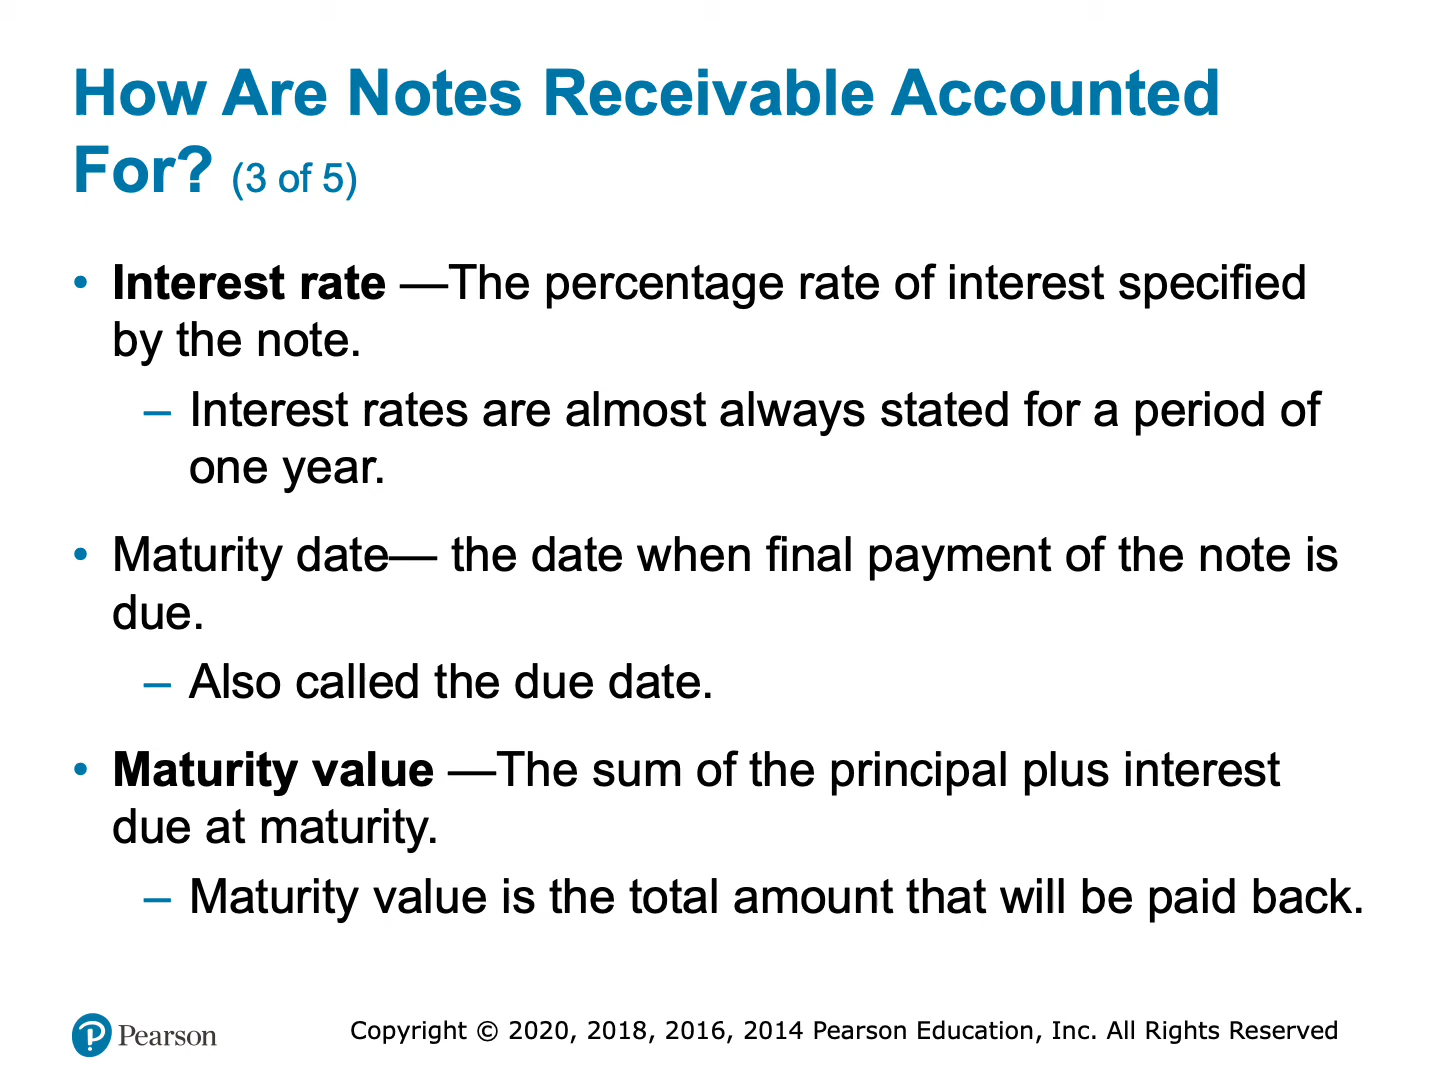 How Are Notes Receivable Accounted
For? (3 of 5)
• Interest rate —The percentage rate of interest specified
by the note.
– Interest rates are almost always stated for a period of
one year.
• Maturity date— the date when final payment of the note is
due.
– Also called the due date.
• Maturity value —The sum of the principal plus interest
due at maturity.
– Maturity value is the total amount that will be paid back.
Pearson
Copyright © 2020, 2018, 2016, 2014 Pearson Education, Inc. All Rights Reserved